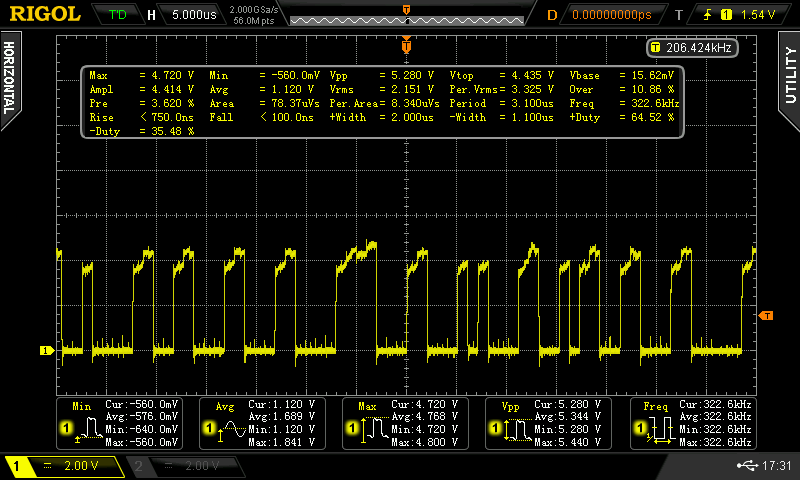 RIGOL T'D H 5.000us 2.000GSa/s 56.0M pts D 0.00000000ps T 1 1.54 V
HORIZONTAL
UTILITY
T 206.424kHz
Max = 4.720 V Min = -560.0mV Vpp = 5.280 V Vtop = 4.435 V Vbase = 15.62mV
Ampl = 4.414 V Avg = 1.120 V Vrms = 2.151 V Per.Vrms= 3.325 V Over = 10.86 %
Pre = 3.620 % Area = 78.37uVs Per.Area= 8.340uVs Period = 3.100us Freq = 322.6kHz
Rise < 750.0ns Fall < 100.0ns +Width = 2.000us -Width = 1.100us +Duty = 64.52 %
-Duty = 35.48 %
T
T
1
Min Cur:-560.0mV Avg:-576.0mV Min:-640.0mV Max:-560.0mV
1
Avg Cur:1.120 V Avg:1.689 V Min:1.120 V Max:1.841 V
1
Max Cur:4.720 V Avg:4.768 V Min:4.720 V Max:4.800 V
1
Vpp Cur:5.280 V Avg:5.344 V Min:5.280 V Max:5.440 V
1
Freq Cur:322.6kHz Avg:322.6kHz Min:322.6kHz Max:322.6kHz
1
1 = 2.00 V 2 = 2.00 V 17:31